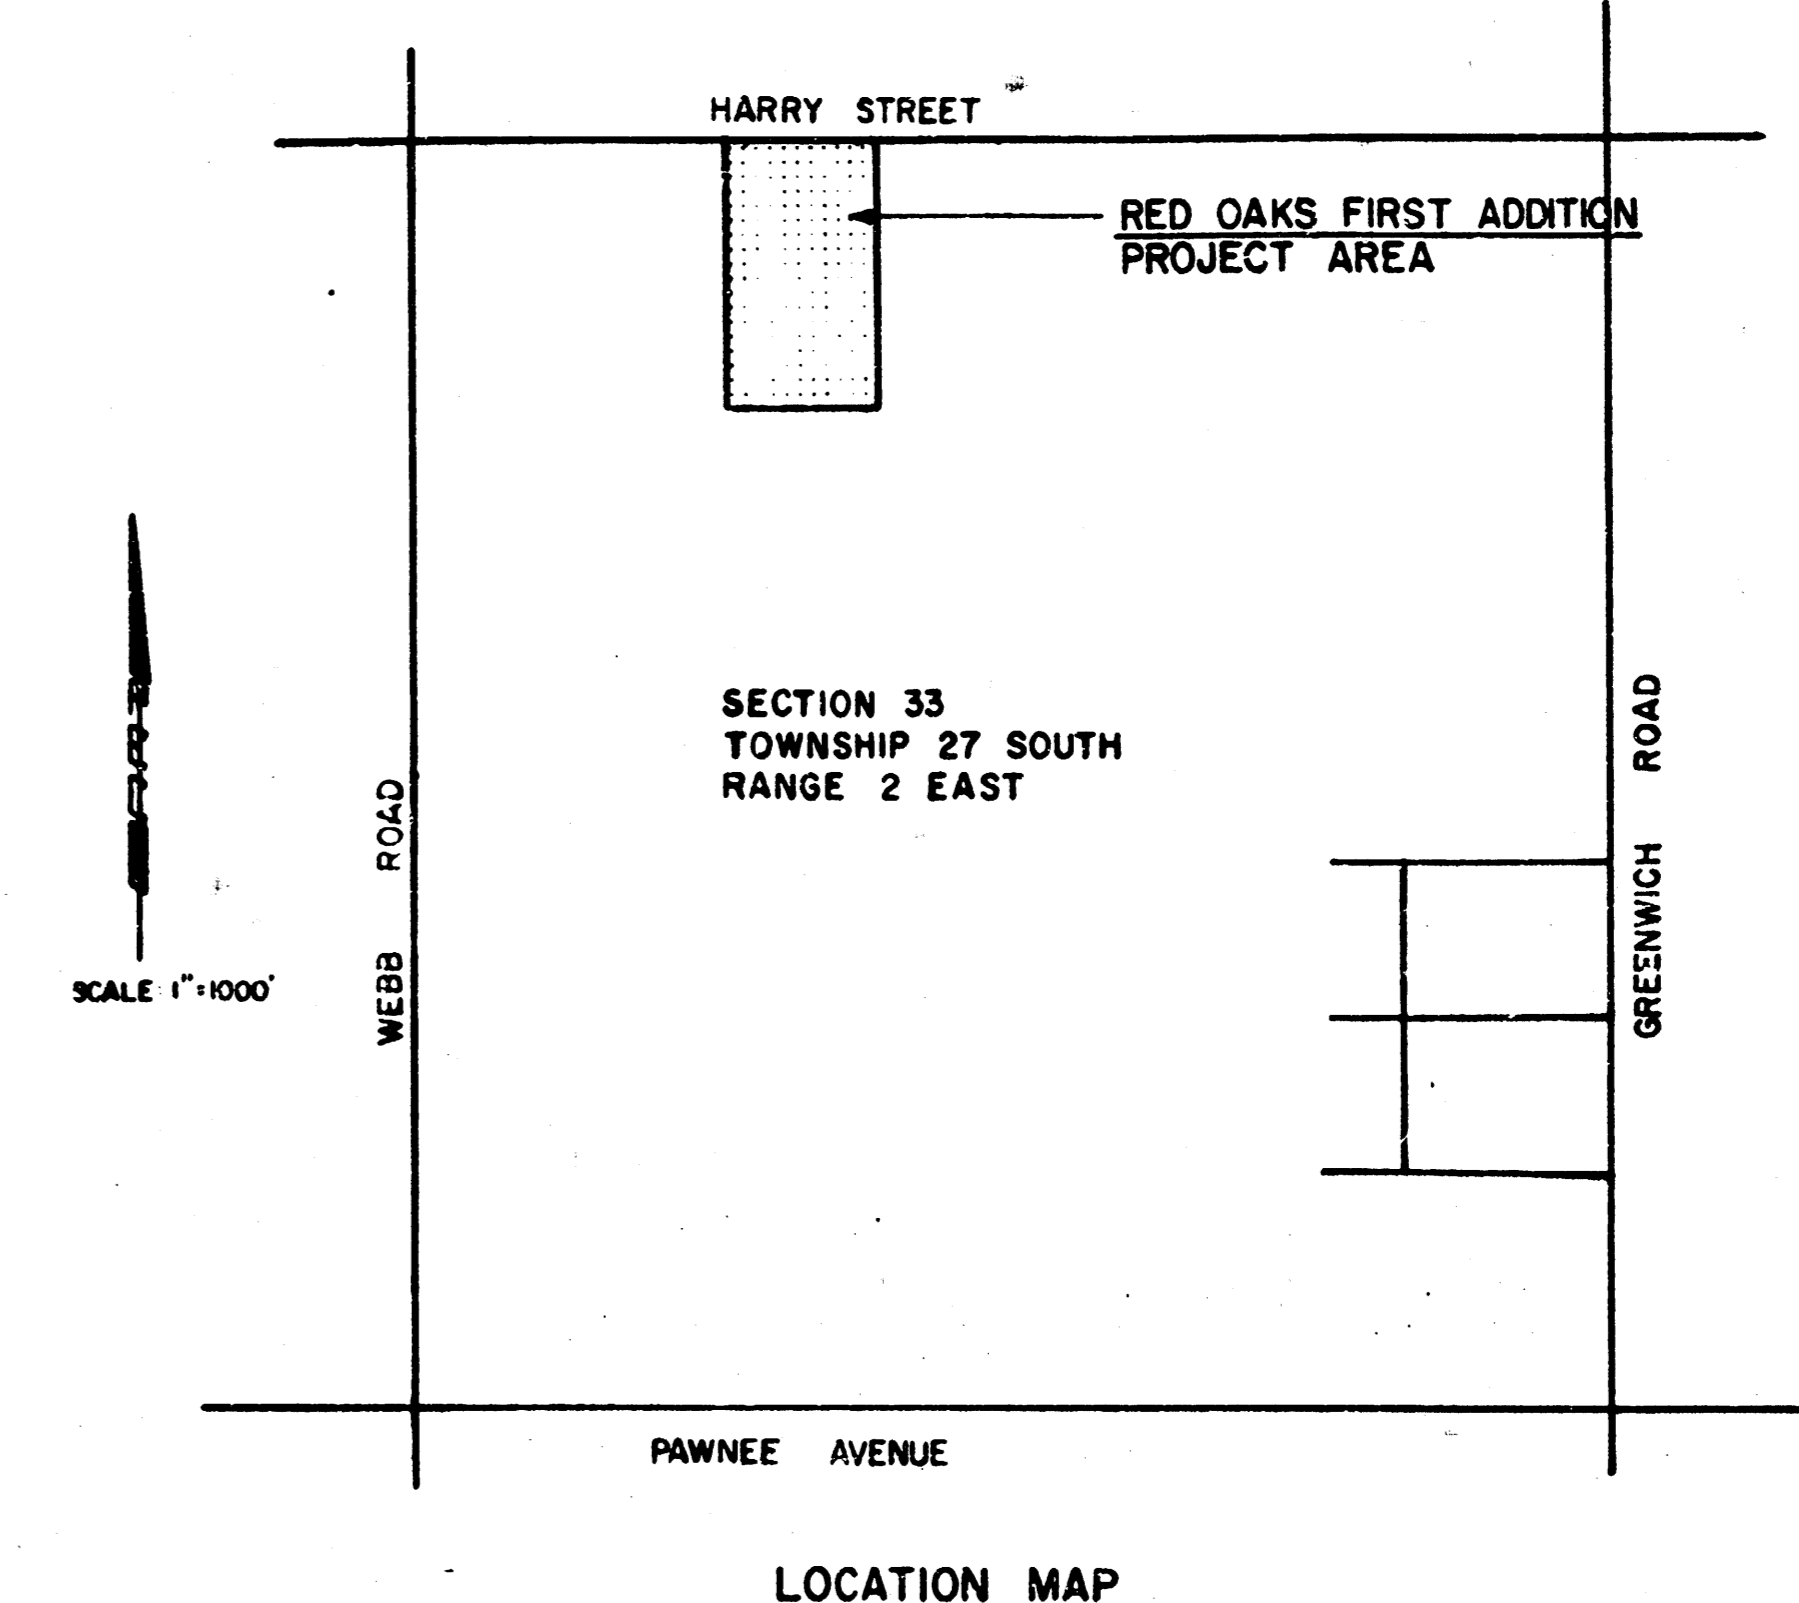 HARRY STREET
RED OAKS FIRST ADDITION
PROJECT AREA
SECTION 33
TOWNSHIP 27 SOUTH
RANGE 2 EAST
WEBB ROAD
GREENWICH ROAD
SCALE 1"=1000'
PAWNEE AVENUE
LOCATION MAP